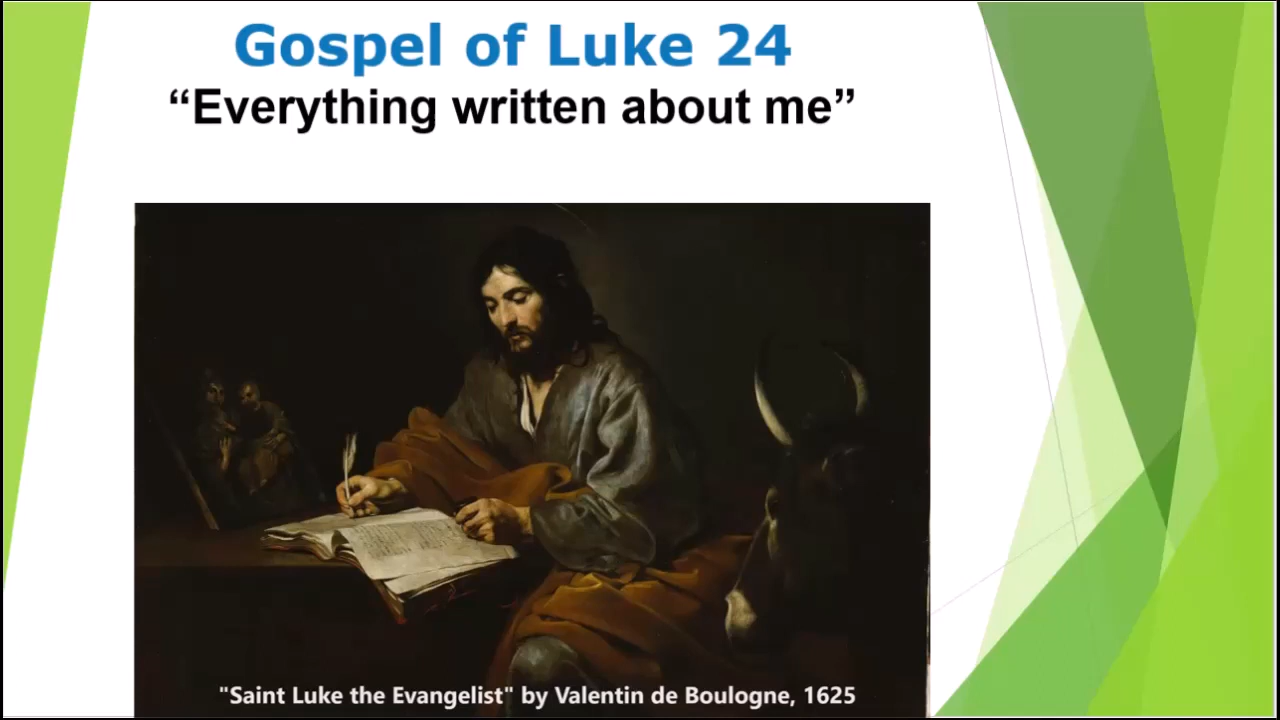 Gospel of Luke 24
“Everything written about me”
"Saint Luke the Evangelist" by Valentin de Boulogne, 1625